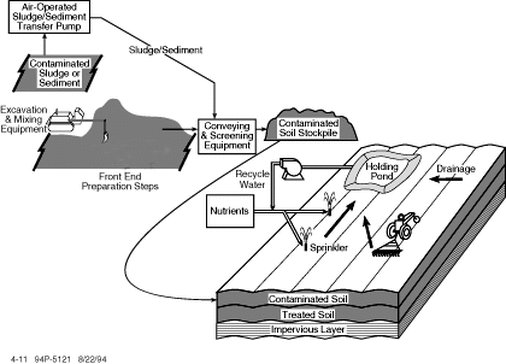 Air-Operated
Sludge/Sediment
Transfer Pump
Sludge/Sediment
Contaminated
Sludge or
Sediment
Excavation
& Mixing
Equipment
Conveying
& Screening
Equipment
Contaminated
Soil Stockpile
Front End
Preparation Steps
Recycle
Water
Holding
Pond
Drainage
Nutrients
Sprinkler
Contaminated Soil
Treated Soil
Impervious Layer
4-11 94P-5121 8/22/94